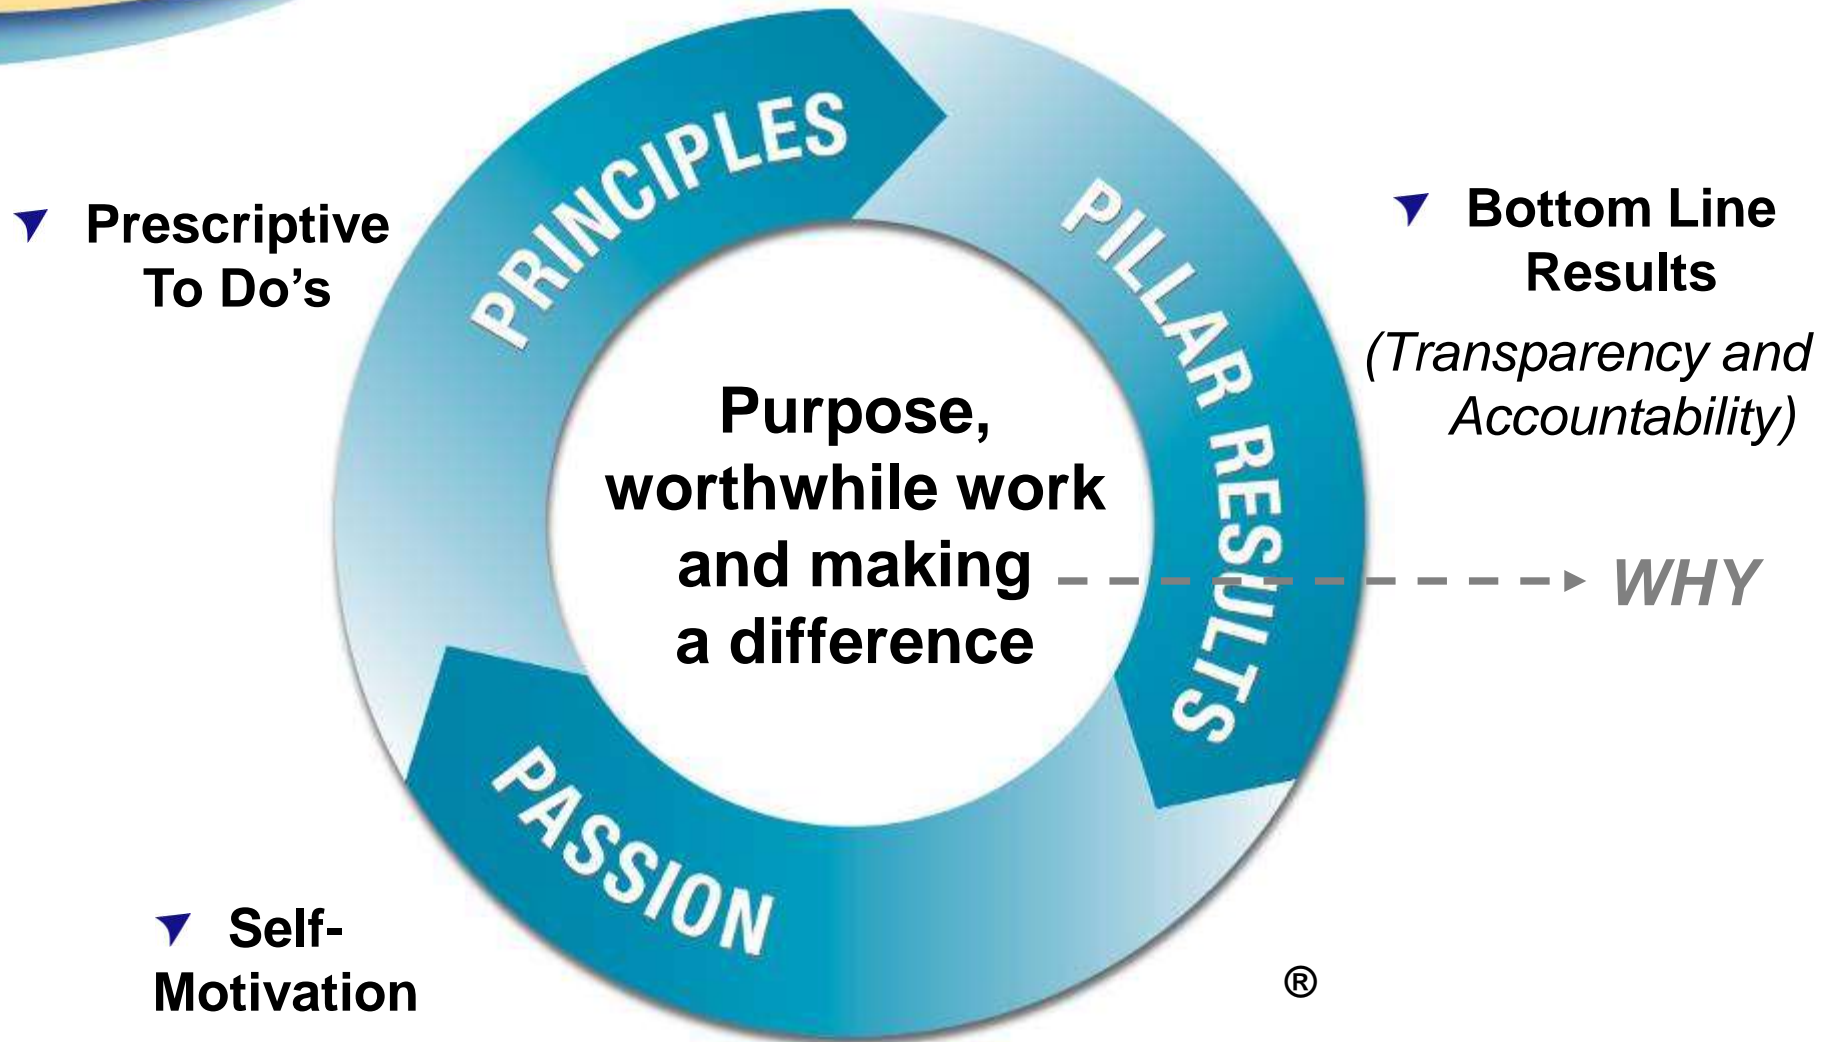 PRINCIPLES
PILLAR RESULTS
PASSION
Prescriptive
To Do’s
Bottom Line
Results
(Transparency and
Accountability)
Purpose,
worthwhile work
and making
a difference
WHY
Self-
Motivation
®